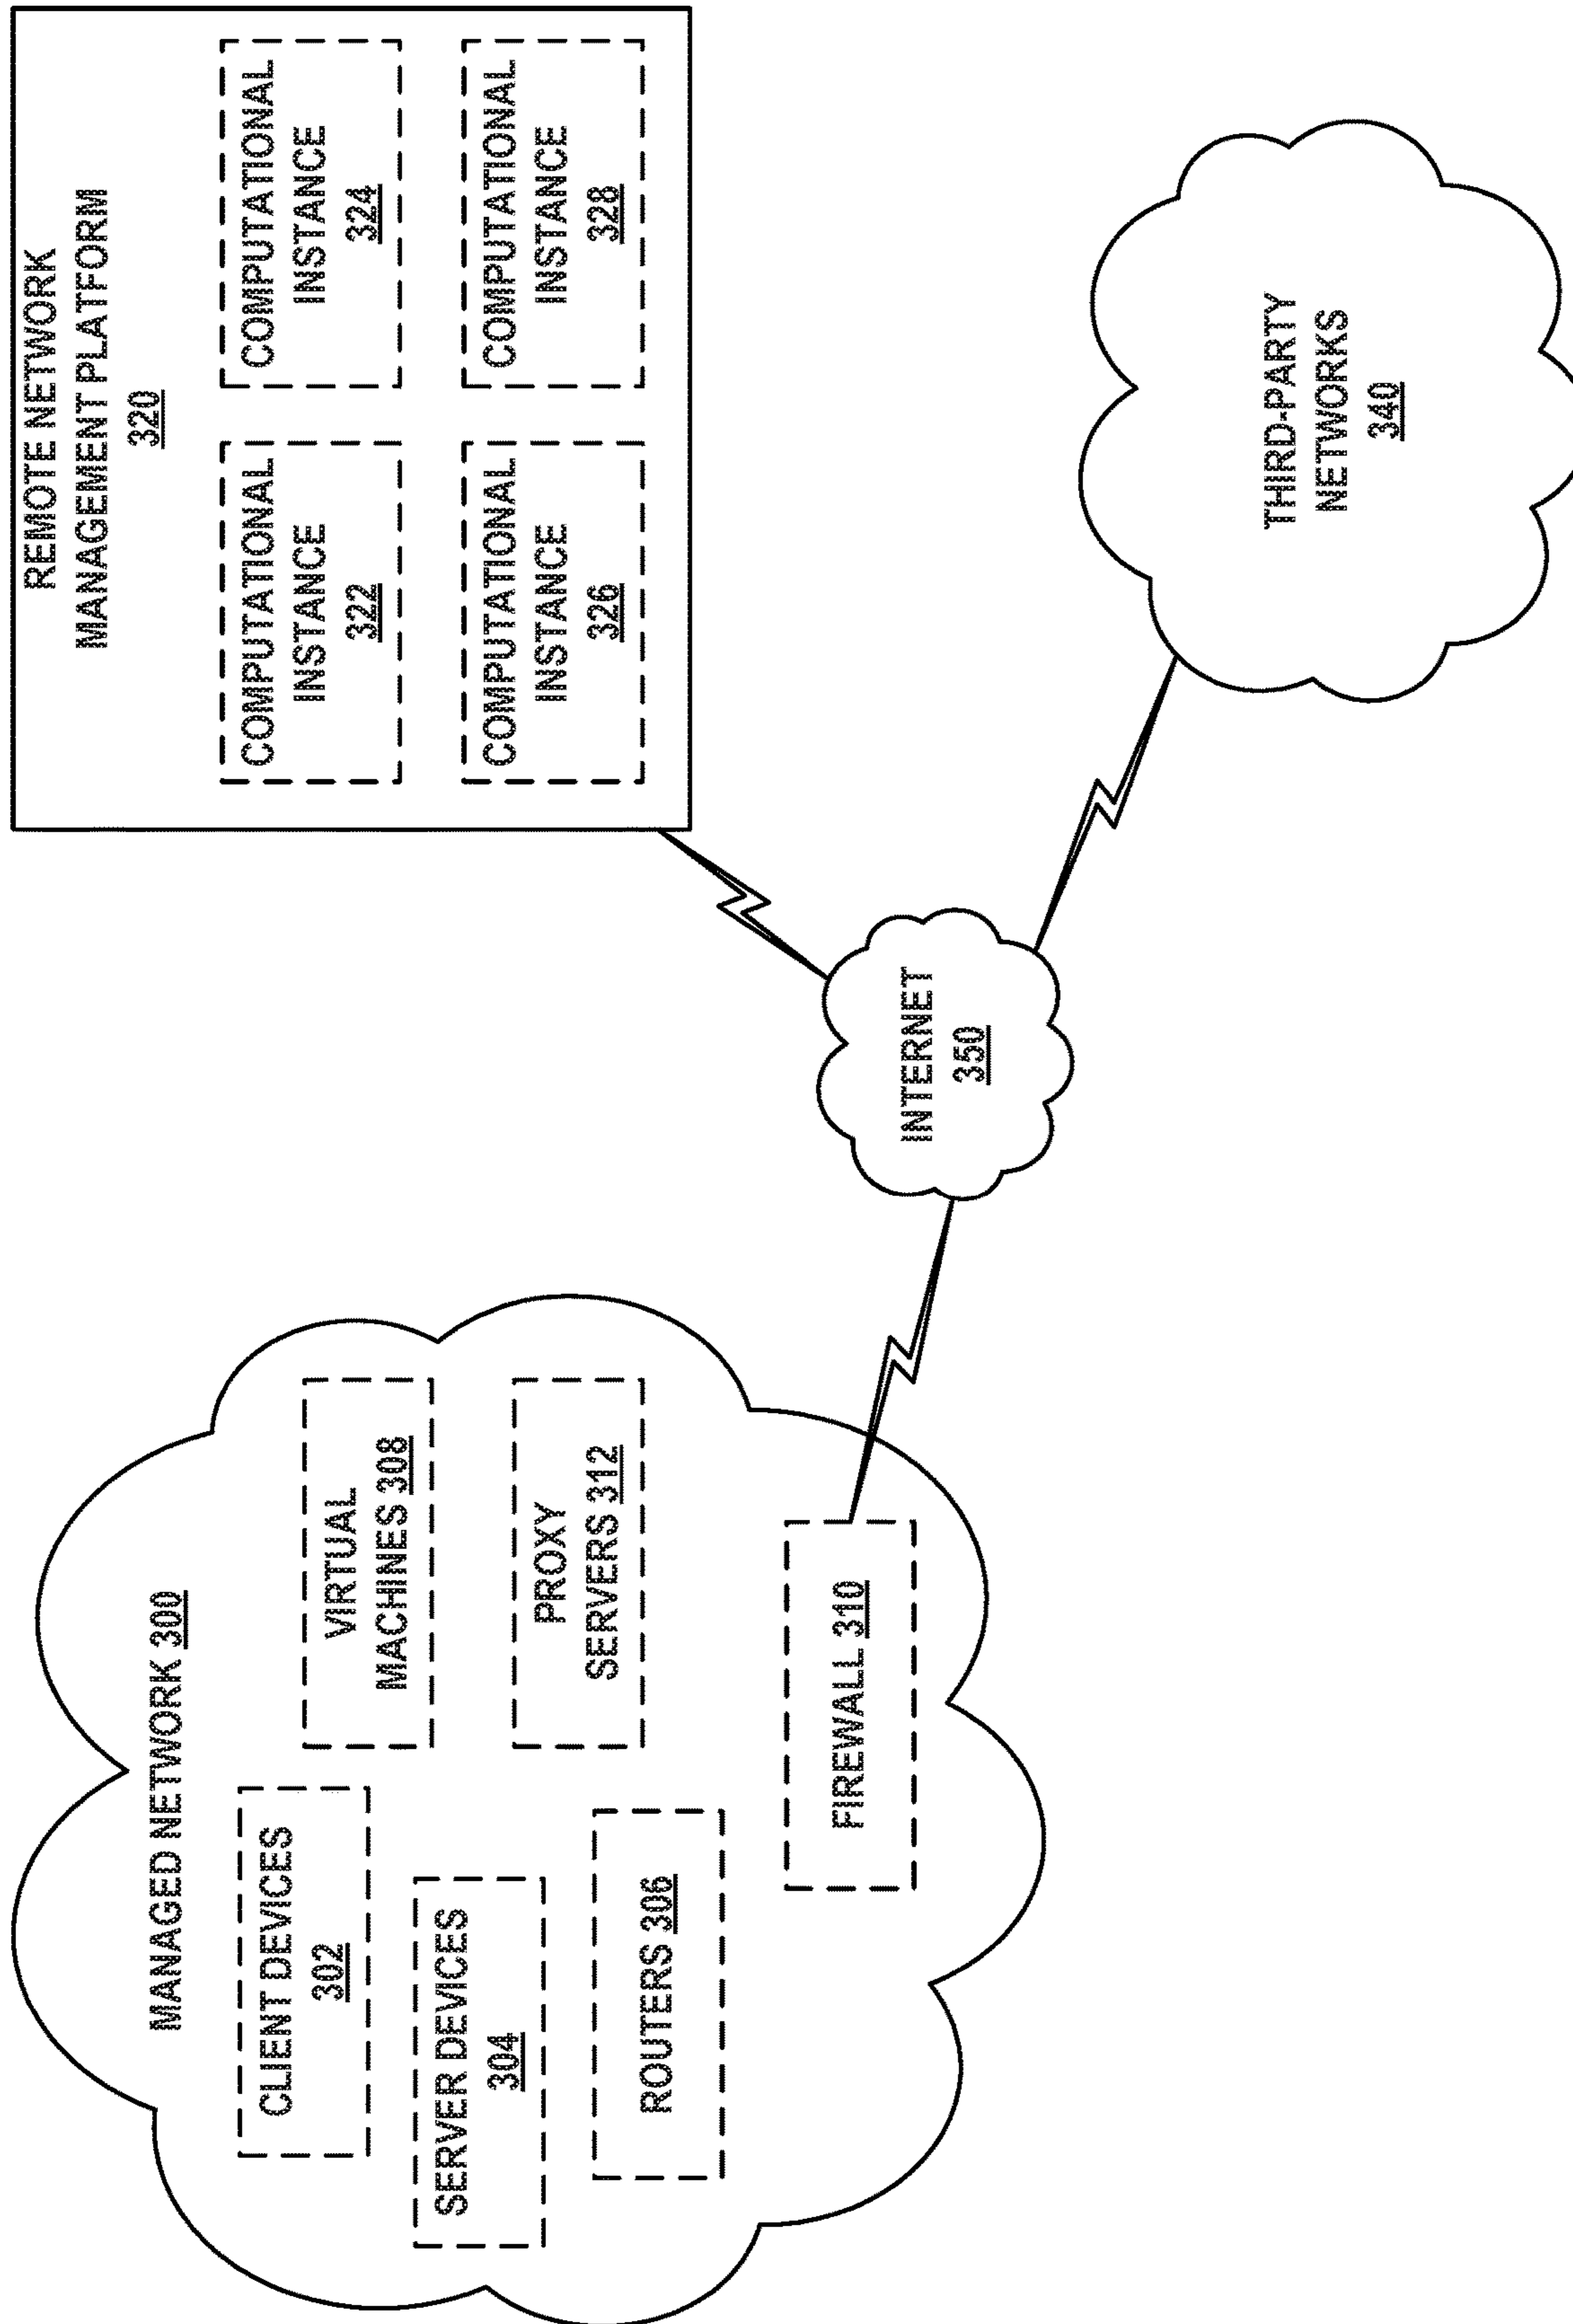 MANAGED NETWORK 300
CLIENT DEVICES
302
SERVER DEVICES
304
ROUTERS 306
VIRTUAL
MACHINES 308
PROXY
SERVERS 312
FIREWALL 310
INTERNET
350
REMOTE NETWORK
MANAGEMENT PLATFORM
320
COMPUTATIONAL
INSTANCE
322
COMPUTATIONAL
INSTANCE
324
COMPUTATIONAL
INSTANCE
326
COMPUTATIONAL
INSTANCE
328
THIRD-PARTY
NETWORKS
340